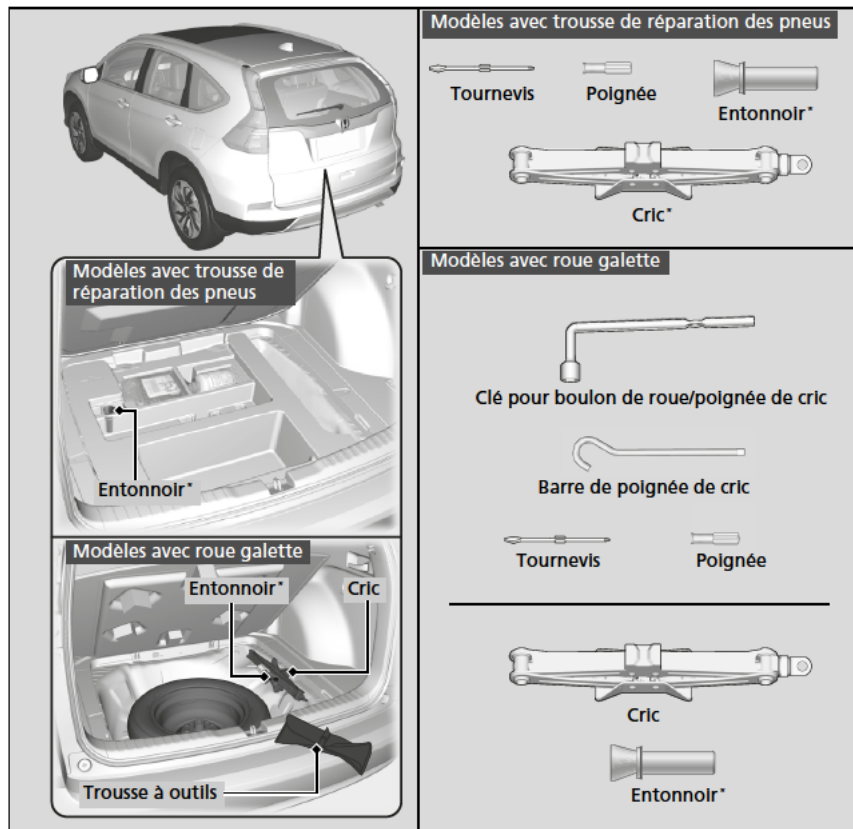 Modèles avec trousse de
réparation des pneus
Entonnoir*
Modèles avec roue galette
Entonnoir*
Cric
Trousse à outils
Modèles avec trousse de réparation des pneus
Tournevis
Poignée
Entonnoir*
Cric*
Modèles avec roue galette
Clé pour boulon de roue/poignée de cric
Barre de poignée de cric
Tournevis
Poignée
Cric
Entonnoir*